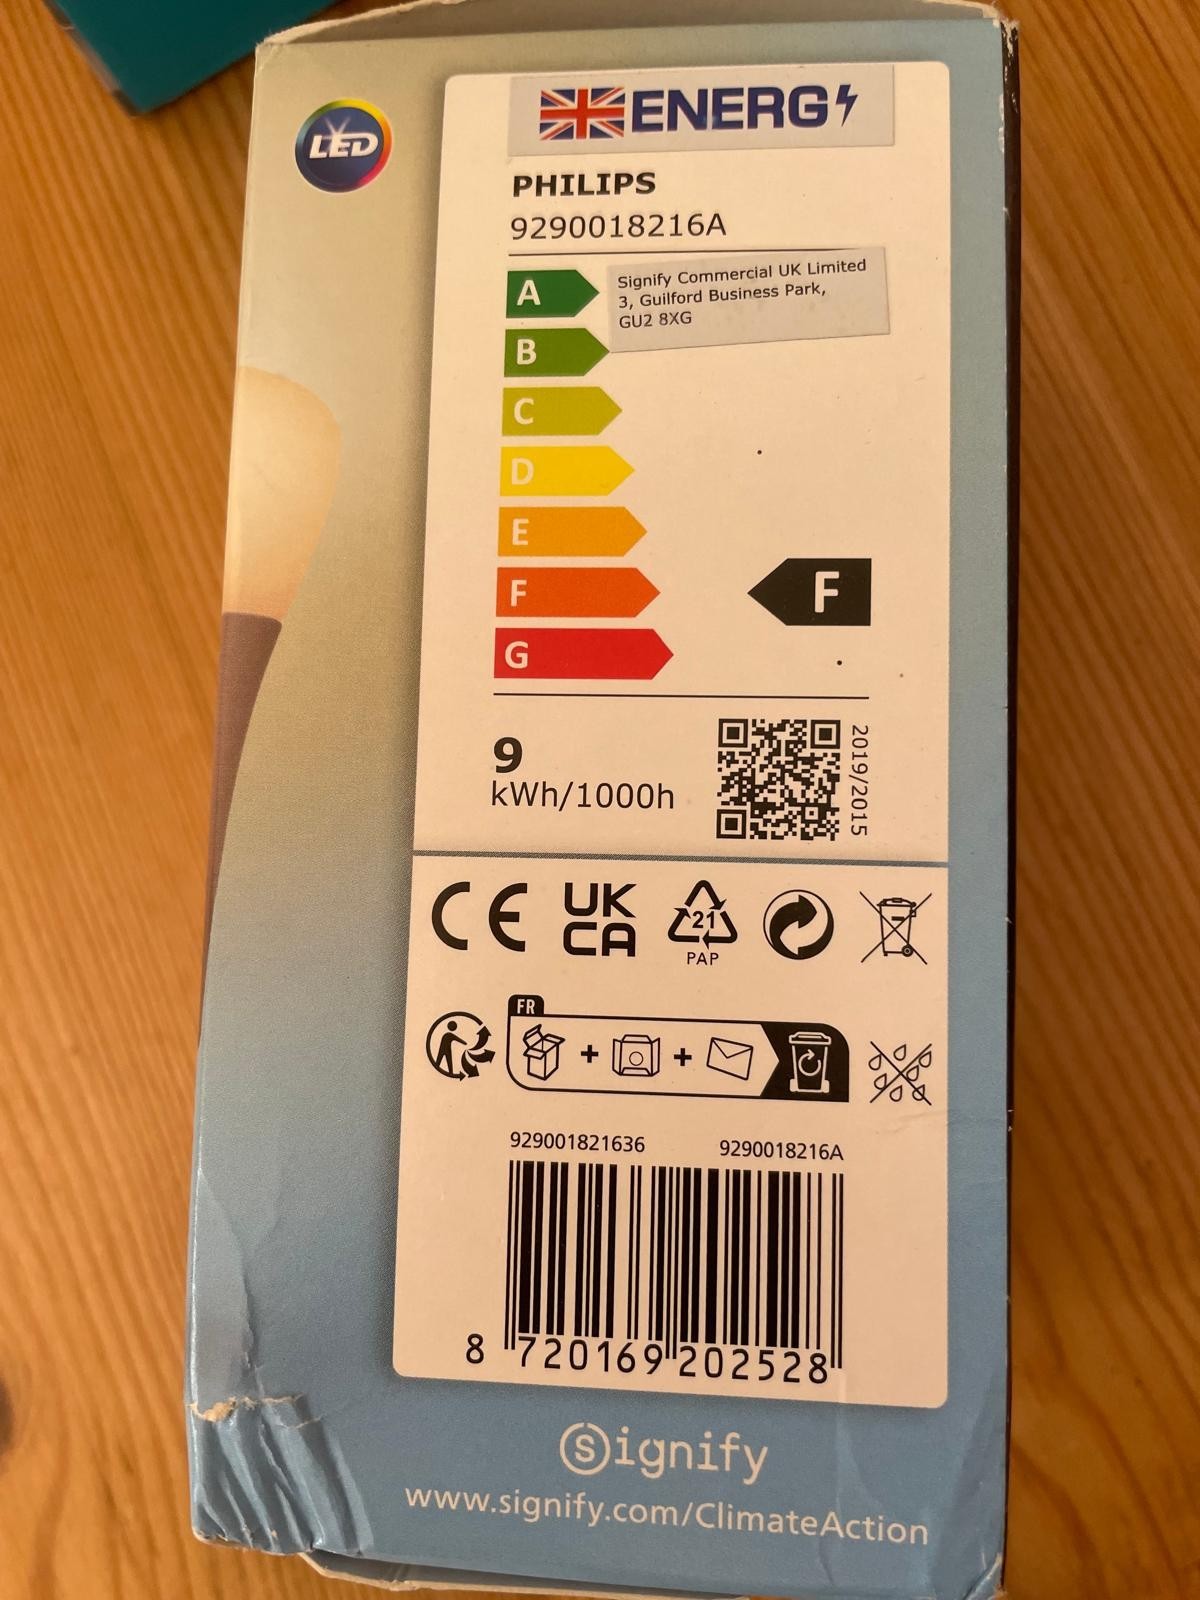 LED
ENERG
PHILIPS
9290018216A
A
Signify Commercial UK Limited
3, Guilford Business Park,
GU2 8XG
B
C
D
E
F
F
G
9
kWh/1000h
2019/2015
CE
UK
CA
21
PAP
FR
+
+
929001821636
9290018216A
8 720169 202528
Signify
www.signify.com/ClimateAction